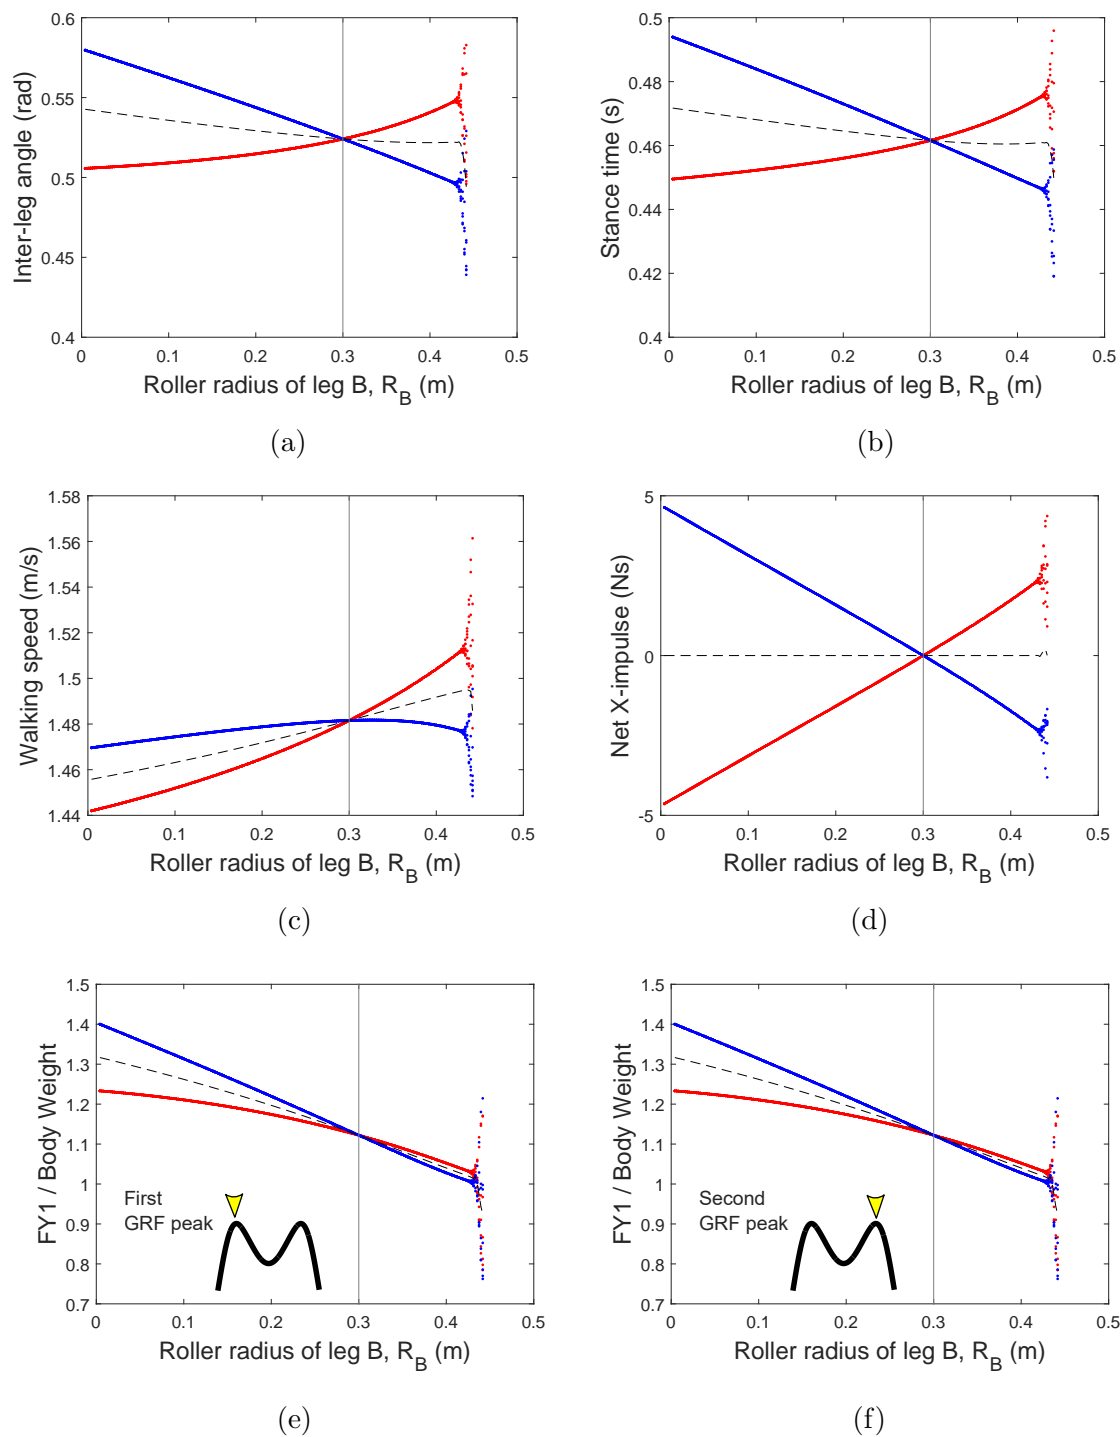 0.6
0.55
0.5
0.45
0.4
Inter-leg angle (rad)
0 0.1 0.2 0.3 0.4 0.5
Roller radius of leg B, R_B (m)
(a)
0.5
0.48
0.46
0.44
0.42
0.4
Stance time (s)
0 0.1 0.2 0.3 0.4 0.5
Roller radius of leg B, R_B (m)
(b)
1.58
1.56
1.54
1.52
1.5
1.48
1.46
1.44
Walking speed (m/s)
0 0.1 0.2 0.3 0.4 0.5
Roller radius of leg B, R_B (m)
(c)
5
0
-5
Net X-impulse (Ns)
0 0.1 0.2 0.3 0.4 0.5
Roller radius of leg B, R_B (m)
(d)
1.5
1.4
1.3
1.2
1.1
1
0.9
0.8
0.7
FY1 / Body Weight
First
GRF peak
0 0.1 0.2 0.3 0.4 0.5
Roller radius of leg B, R_B (m)
(e)
1.5
1.4
1.3
1.2
1.1
1
0.9
0.8
0.7
FY1 / Body Weight
Second
GRF peak
0 0.1 0.2 0.3 0.4 0.5
Roller radius of leg B, R_B (m)
(f)